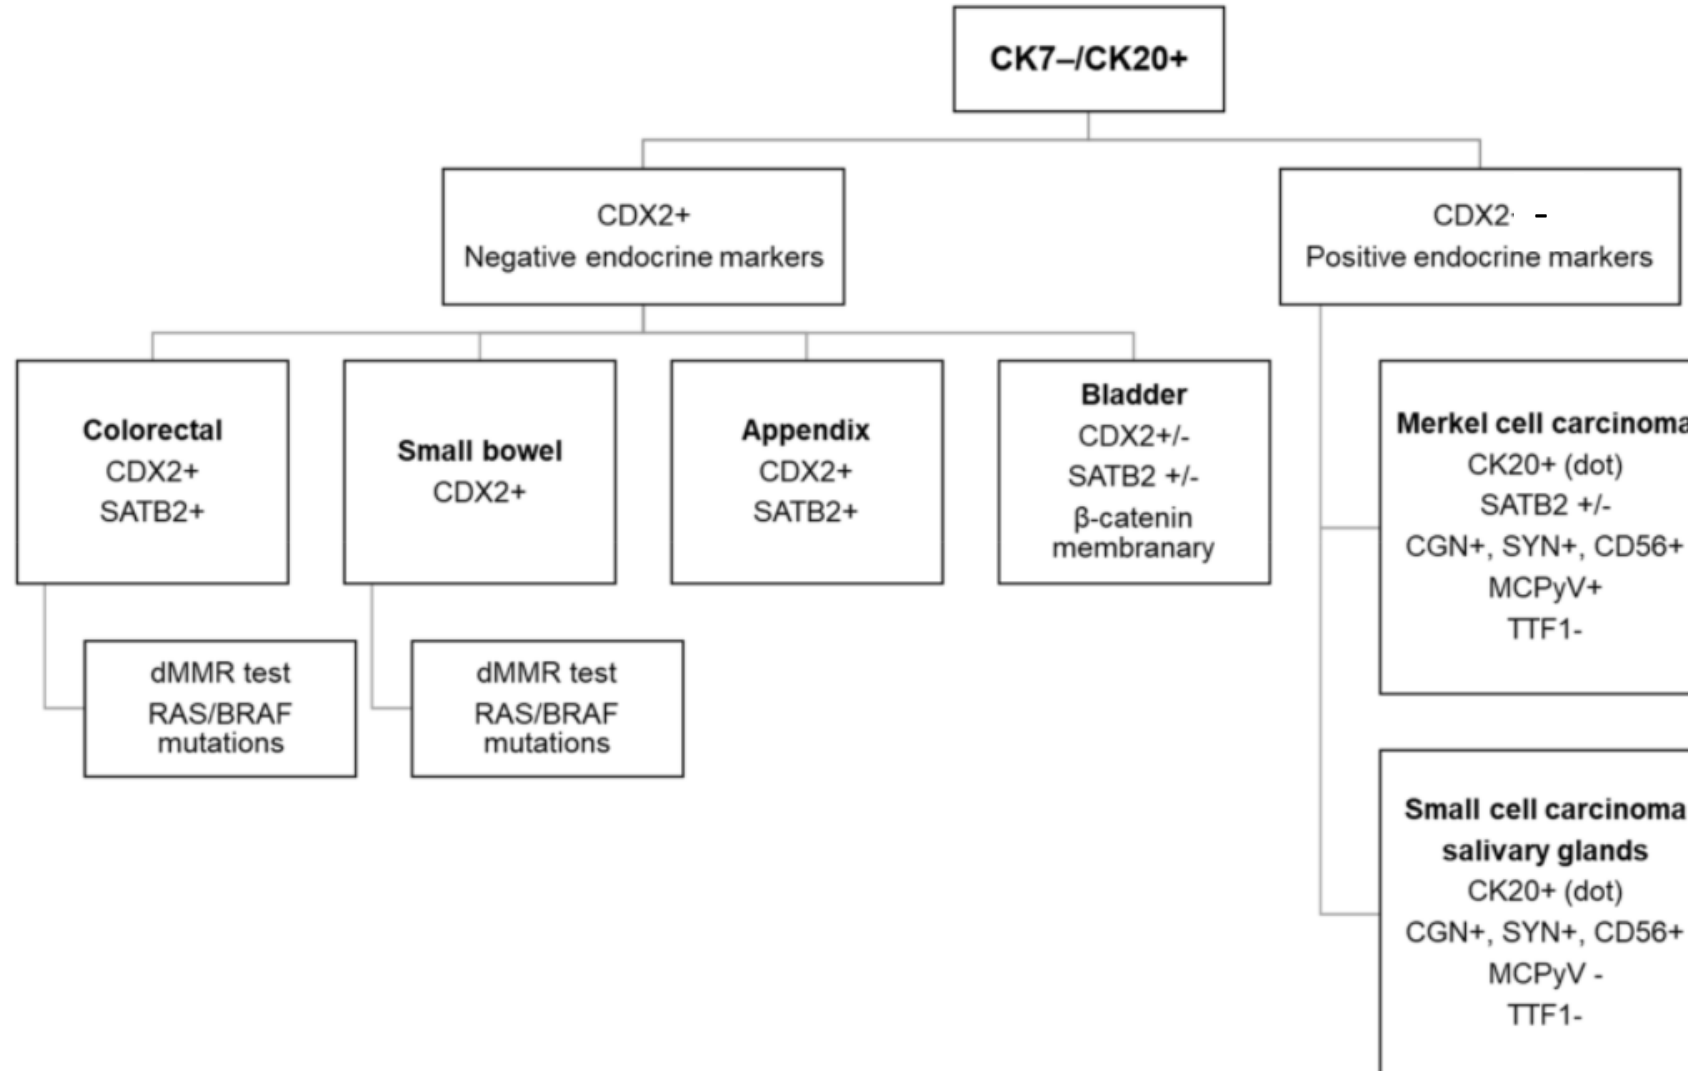 CK7–/CK20+
CDX2+
Negative endocrine markers
CDX2 -
Positive endocrine markers
Colorectal
CDX2+
SATB2+
Small bowel
CDX2+
Appendix
CDX2+
SATB2+
Bladder
CDX2+/-
SATB2 +/-
β-catenin
membranary
Merkel cell carcinoma
CK20+ (dot)
SATB2 +/-
CGN+, SYN+, CD56+
MCPyV+
TTF1-
dMMR test
RAS/BRAF
mutations
dMMR test
RAS/BRAF
mutations
Small cell carcinoma
salivary glands
CK20+ (dot)
CGN+, SYN+, CD56+
MCPyV -
TTF1-